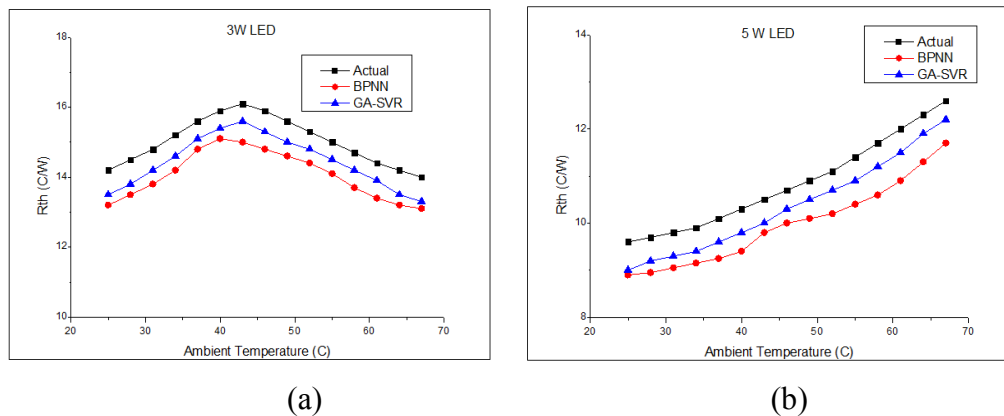 3W LED
Actual
BPNN
GA-SVR
18
16
14
12
10
Rth (C/W)
20 30 40 50 60 70
Ambient Temperature (C)
(a)
5 W LED
Actual
BPNN
GA-SVR
14
12
10
8
Rth (C/W)
20 30 40 50 60 70
Ambient Temperature (C)
(b)